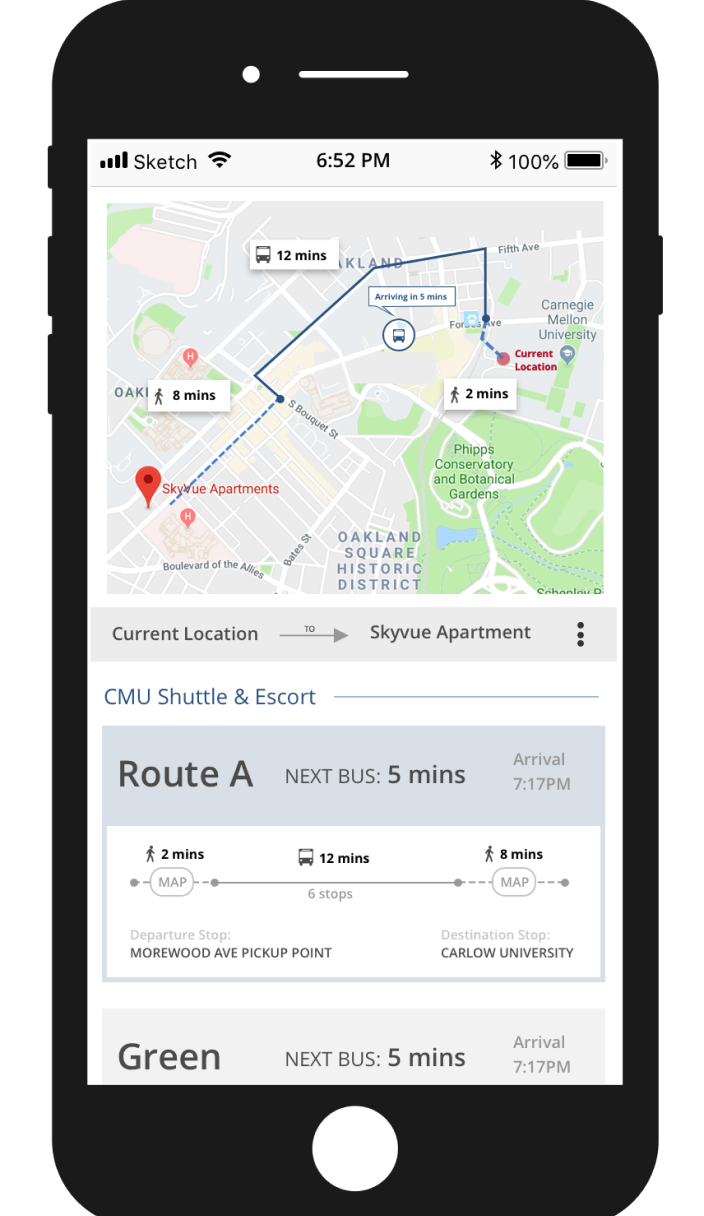 Sketch 6:52 PM 100%
12 mins
KLAND
Fifth Ave
Arriving in 5 mins
Carnegie
Mellon
University
Forbes Ave
Current
Location
H
OAK
8 mins
2 mins
S Bouquet St
Phipps
Conservatory
and Botanical
Gardens
SkyVue Apartments
H
OAKLAND
SQUARE
HISTORIC
DISTRICT
Bates St
Boulevard of the Allies
Schenley P
Current Location TO Skyvue Apartment
CMU Shuttle & Escort
Route A NEXT BUS: 5 mins Arrival
7:17PM
2 mins 12 mins 8 mins
MAP MAP
6 stops
Departure Stop: Destination Stop:
MOREWOOD AVE PICKUP POINT CARLOW UNIVERSITY
Green NEXT BUS: 5 mins Arrival
7:17PM